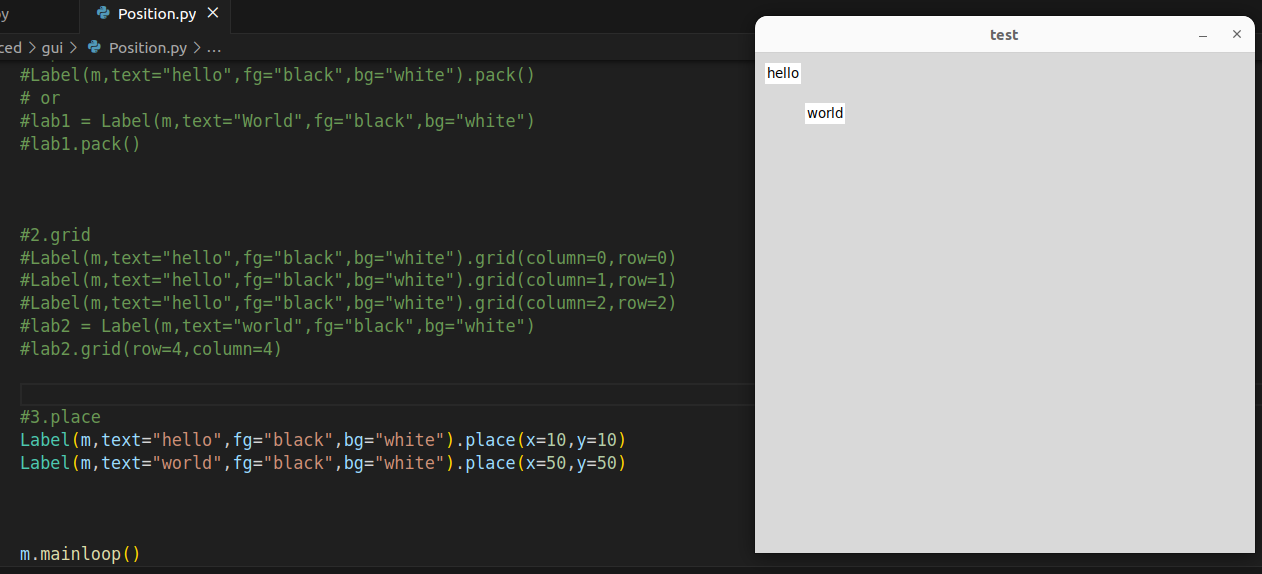 py
Position.py
ced > gui > Position.py > ...
#Label(m,text="hello",fg="black",bg="white").pack()
# or
#lab1 = Label(m,text="World",fg="black",bg="white")
#lab1.pack()
#2.grid
#Label(m,text="hello",fg="black",bg="white").grid(column=0,row=0)
#Label(m,text="hello",fg="black",bg="white").grid(column=1,row=1)
#Label(m,text="hello",fg="black",bg="white").grid(column=2,row=2)
#lab2 = Label(m,text="world",fg="black",bg="white")
#lab2.grid(row=4,column=4)
#3.place
Label(m,text="hello",fg="black",bg="white").place(x=10,y=10)
Label(m,text="world",fg="black",bg="white").place(x=50,y=50)
m.mainloop()
test
hello
world